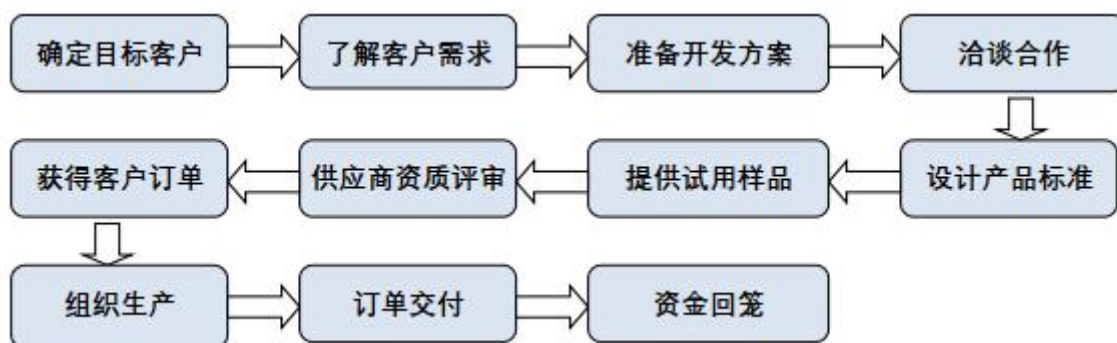 确定目标客户
了解客户需求
准备开发方案
洽谈合作
设计产品标准
提供试用样品
供应商资质评审
获得客户订单
组织生产
订单交付
资金回笼